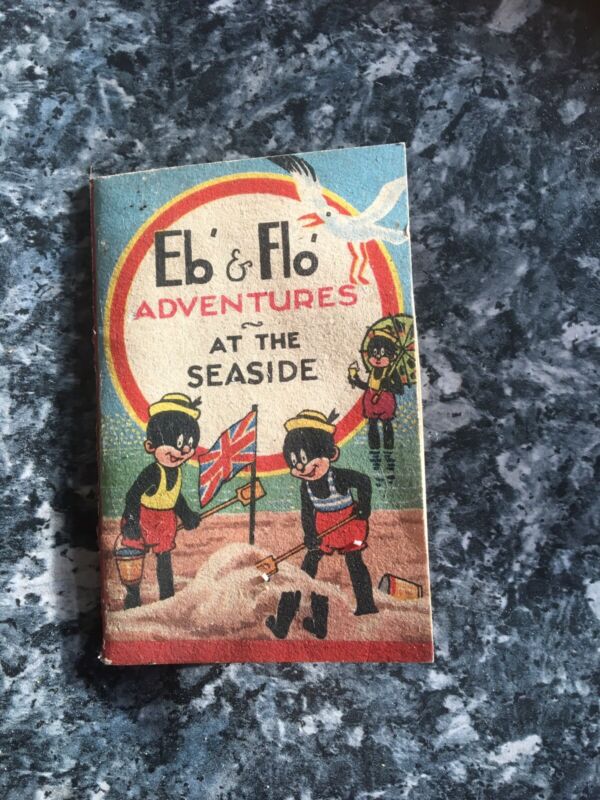 Eb' & Flo'
ADVENTURES
~
AT THE
SEASIDE